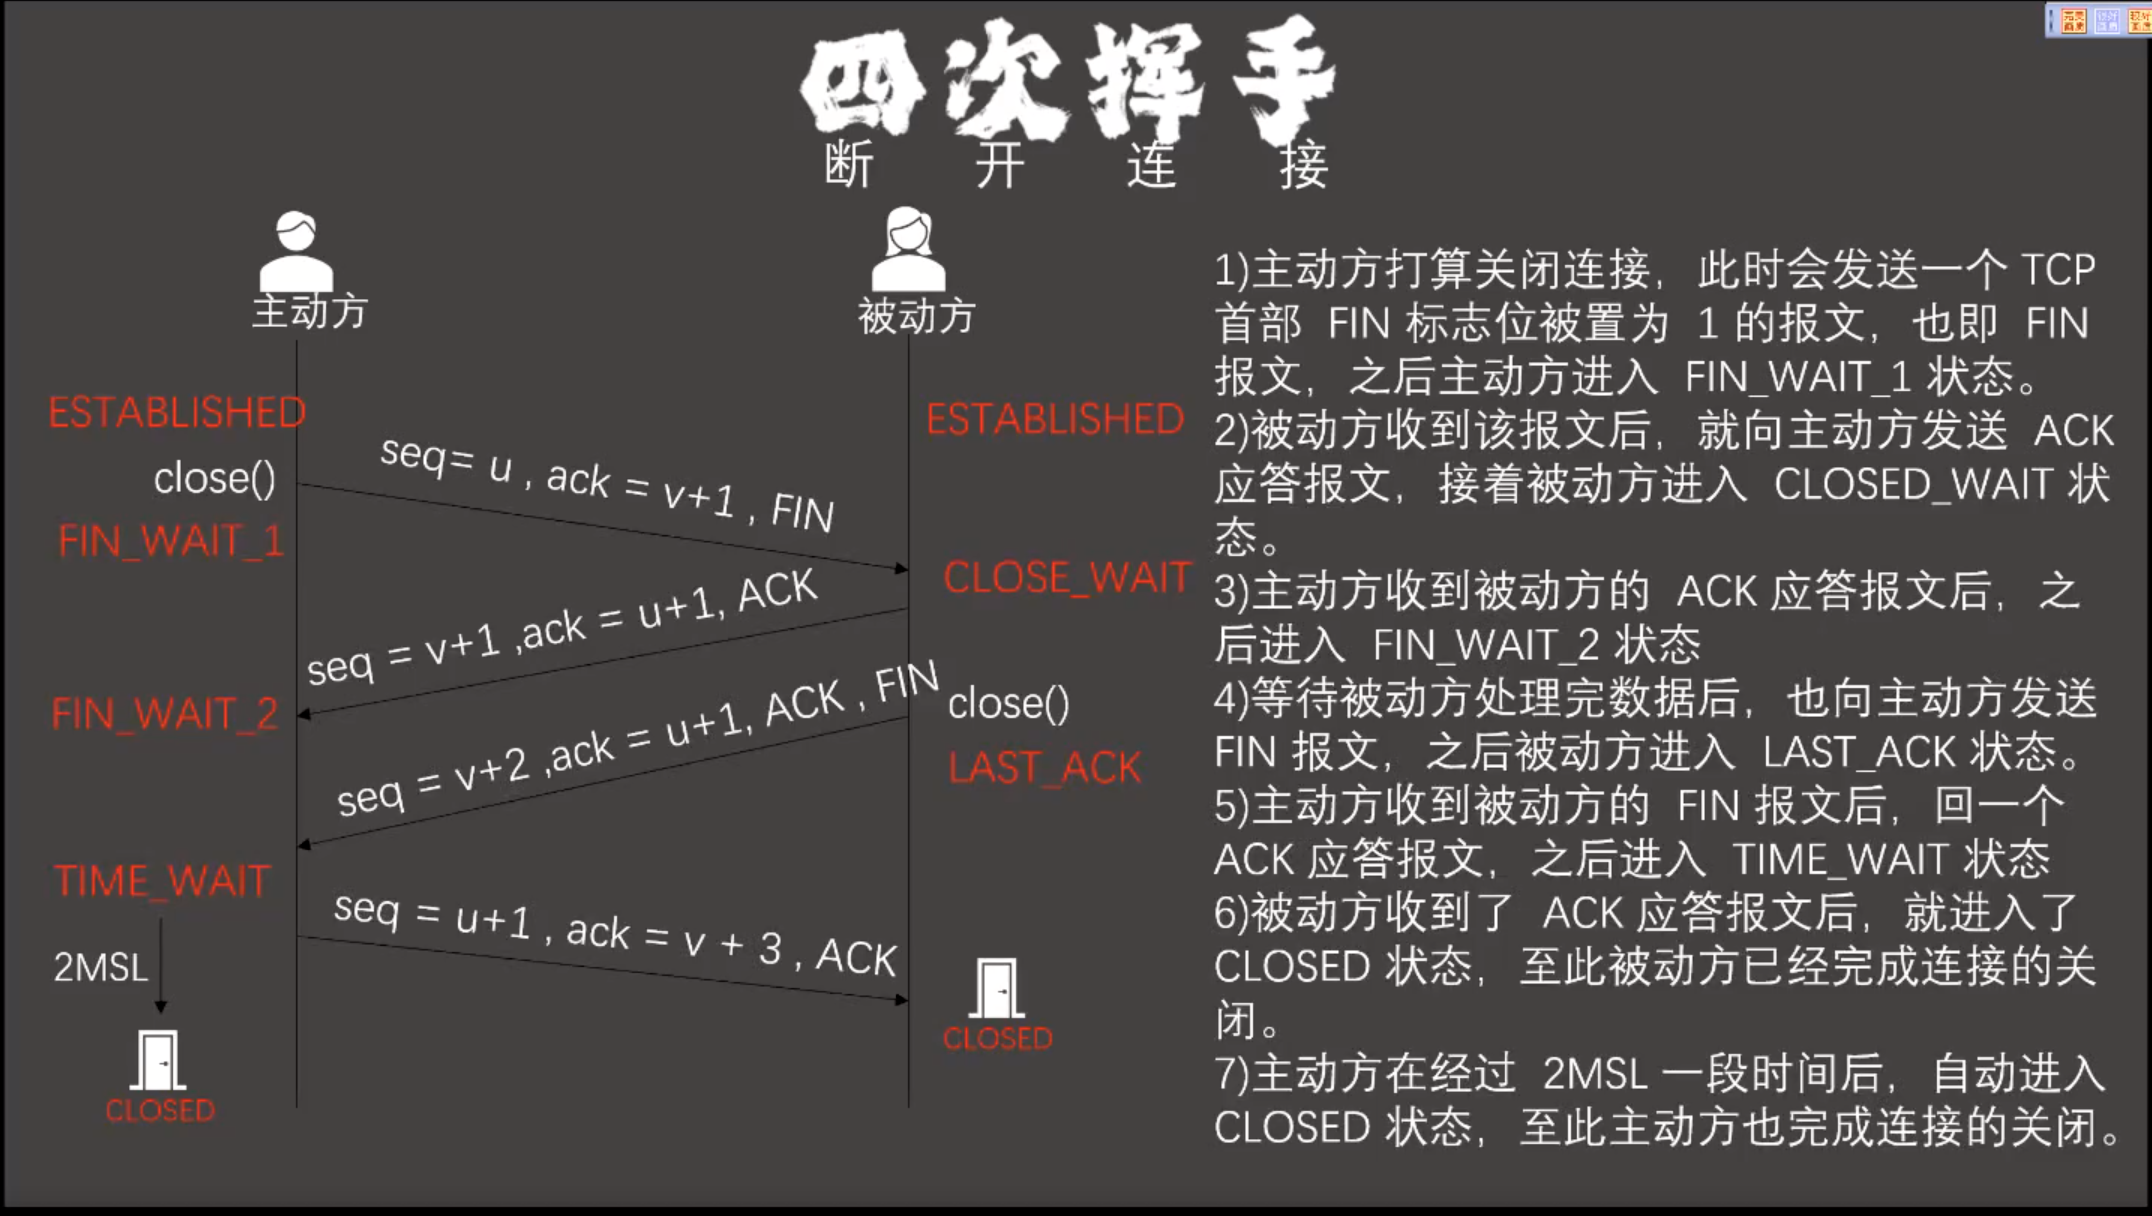 四次挥手
断开连接
主动方
被动方
ESTABLISHED
ESTABLISHED
close()
seq= u , ack = v+1 , FIN
FIN_WAIT_1
CLOSE_WAIT
seq = v+1 ,ack = u+1, ACK
FIN_WAIT_2
seq = v+2 ,ack = u+1, ACK , FIN
close()
LAST_ACK
TIME_WAIT
seq = u+1 , ack = v + 3 , ACK
2MSL
CLOSED
CLOSED
1)主动方打算关闭连接，此时会发送一个 TCP
首部 FIN 标志位被置为 1 的报文，也即 FIN
报文，之后主动方进入 FIN_WAIT_1 状态。
2)被动方收到该报文后，就向主动方发送 ACK
应答报文，接着被动方进入 CLOSED_WAIT 状
态。
3)主动方收到被动方的 ACK 应答报文后，之
后进入 FIN_WAIT_2 状态
4)等待被动方处理完数据后，也向主动方发送
FIN 报文，之后被动方进入 LAST_ACK 状态。
5)主动方收到被动方的 FIN 报文后，回一个
ACK 应答报文，之后进入 TIME_WAIT 状态
6)被动方收到了 ACK 应答报文后，就进入了
CLOSED 状态，至此被动方已经完成连接的关
闭。
7)主动方在经过 2MSL 一段时间后，自动进入
CLOSED 状态，至此主动方也完成连接的关闭。